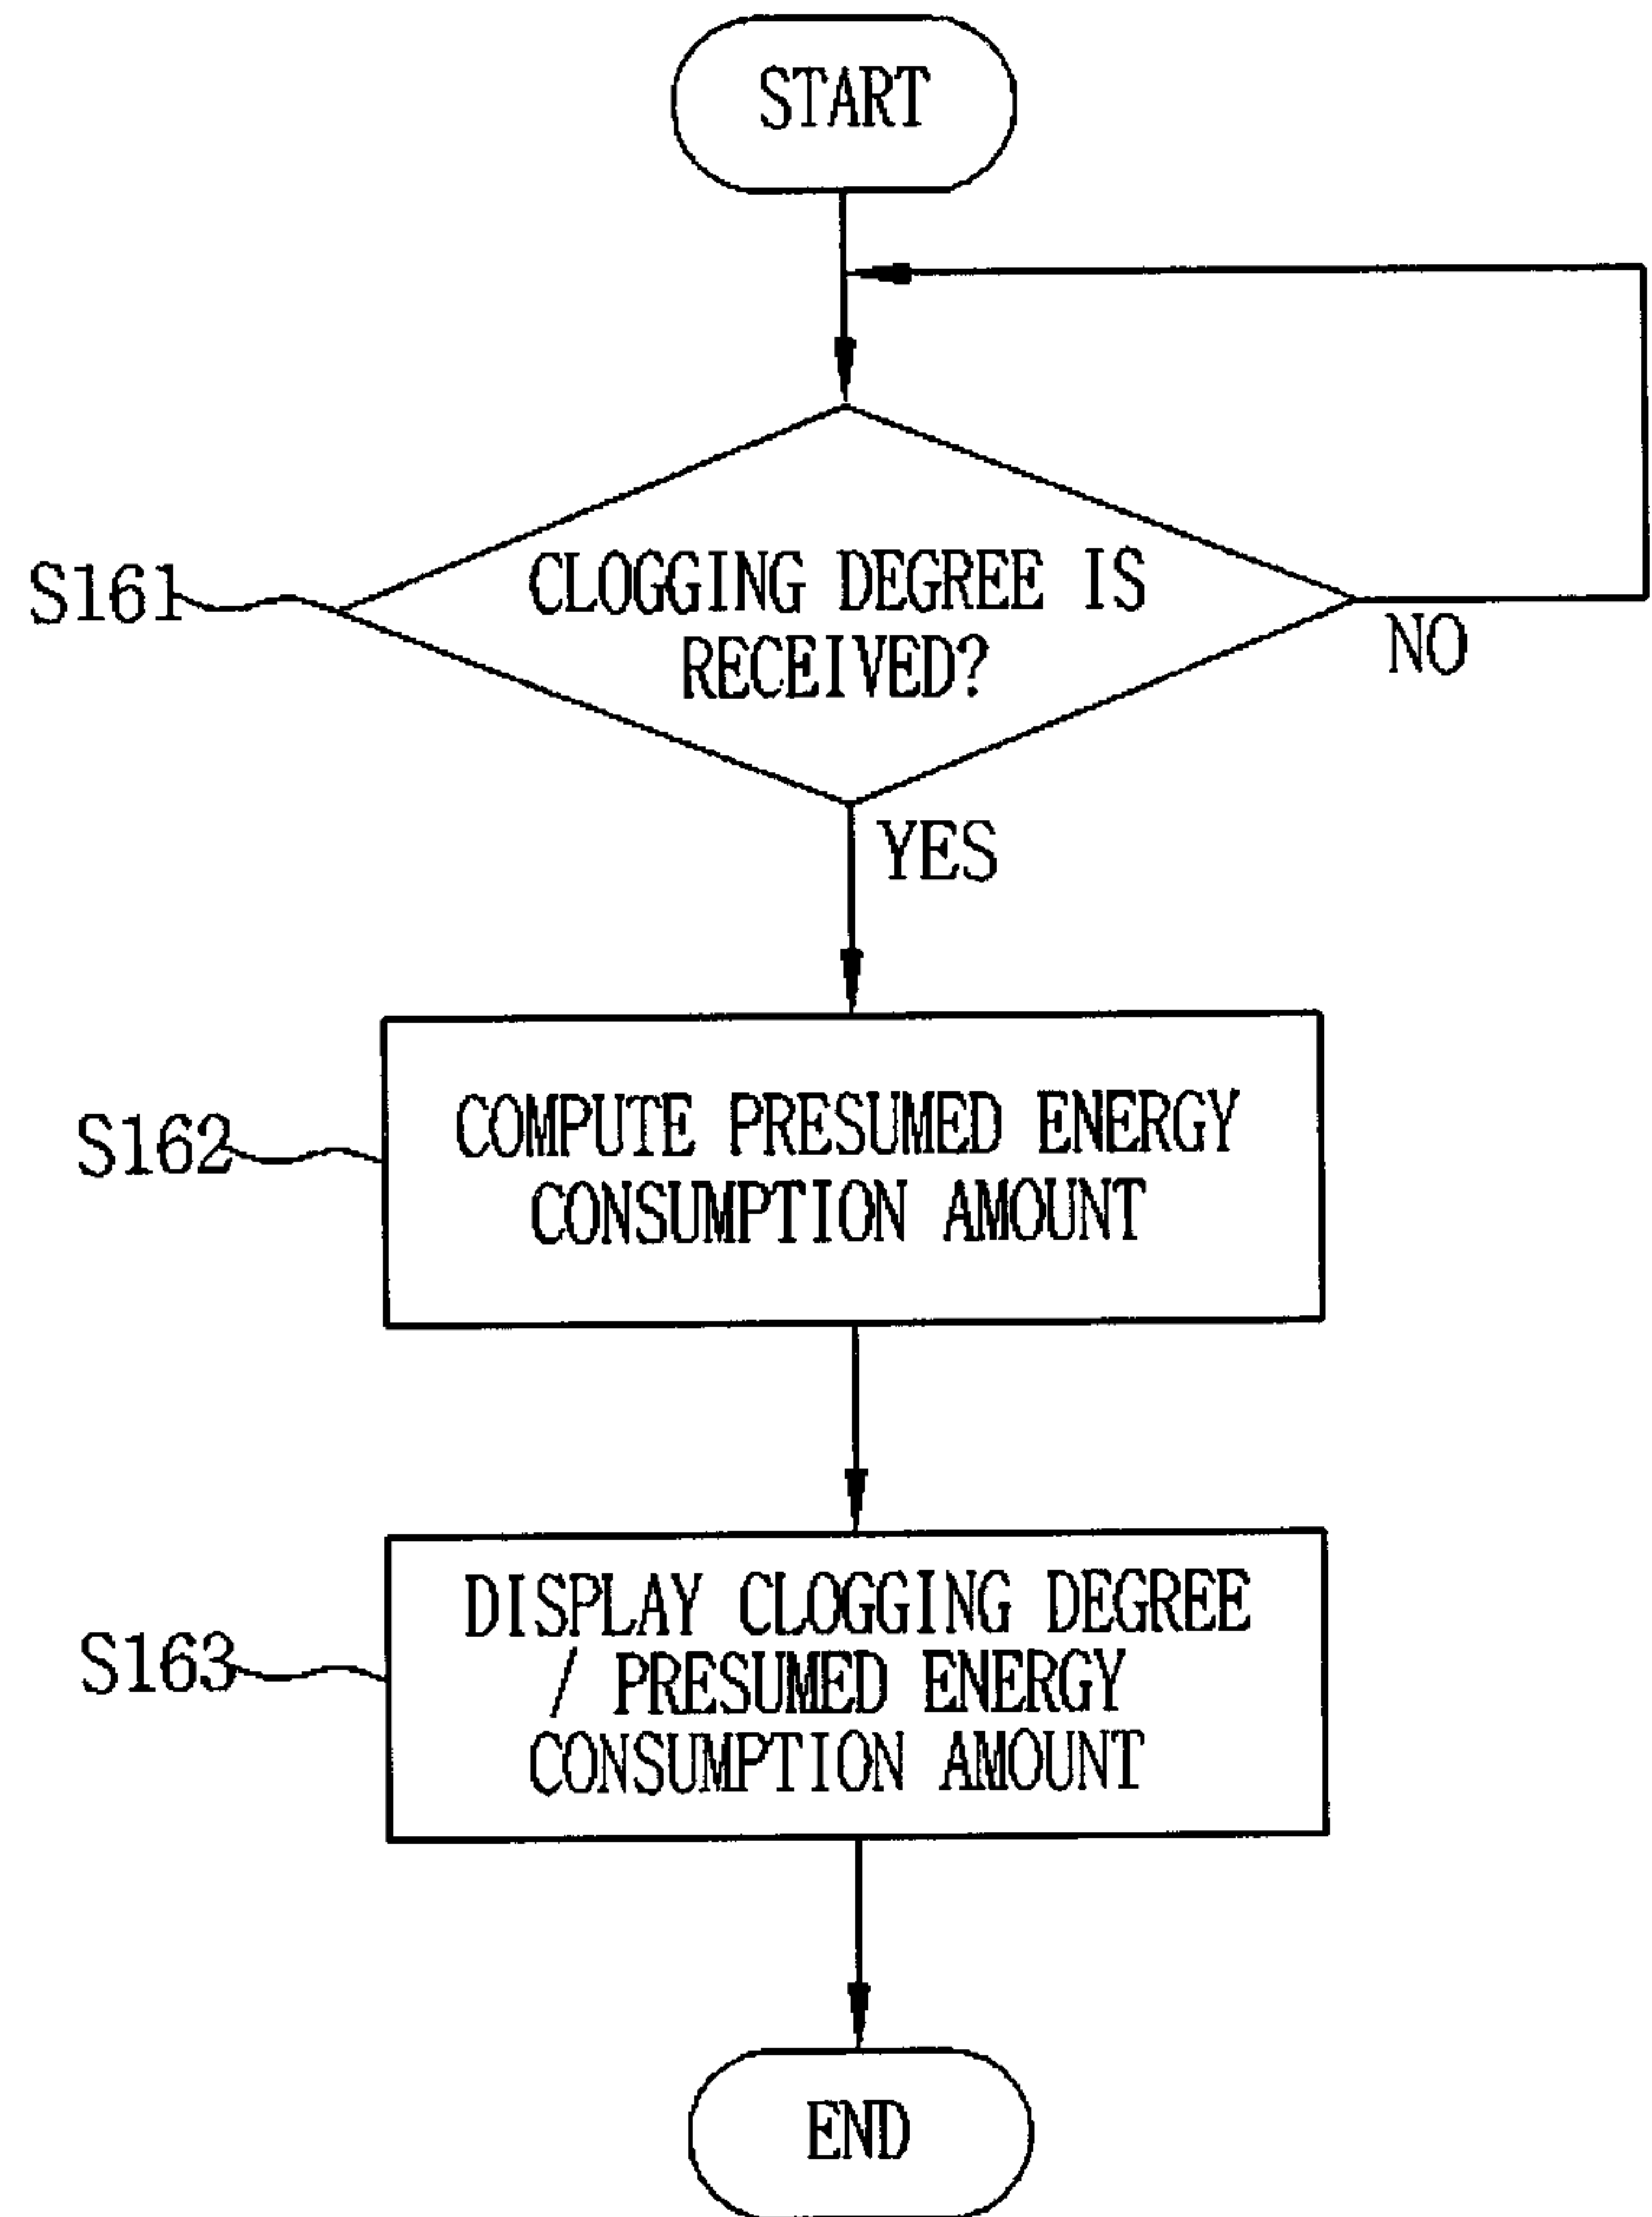 START
S161
CLOGGING DEGREE IS
RECEIVED?
NO
YES
S162
COMPUTE PRESUMED ENERGY
CONSUMPTION AMOUNT
S163
DISPLAY CLOGGING DEGREE
/ PRESUMED ENERGY
CONSUMPTION AMOUNT
END